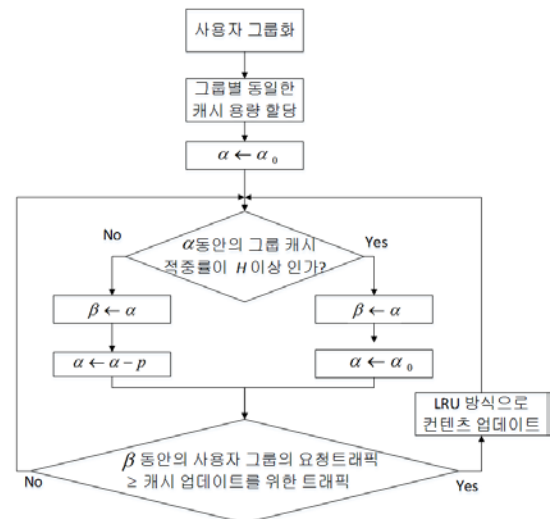 사용자 그룹화
그룹별 동일한
캐시 용량 할당
α ← α₀
No
α동안의 그룹 캐시
적중률이 H이상 인가?
Yes
β ← α
β ← α
α ← α − p
α ← α₀
LRU 방식으로
컨텐츠 업데이트
β 동안의 사용자 그룹의 요청트래픽
≥ 캐시 업데이트를 위한 트래픽
No
Yes